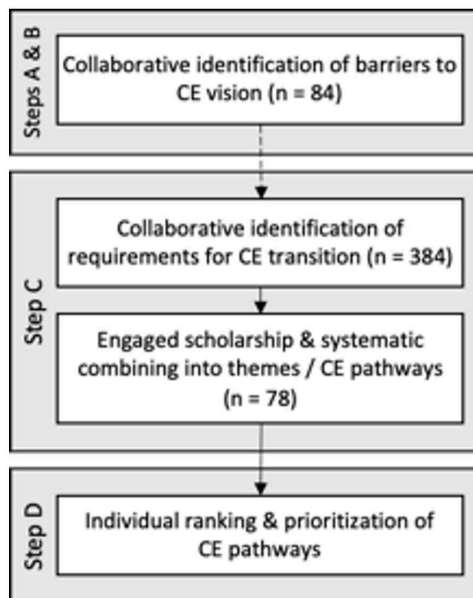 Steps A & B
Collaborative identification of barriers to
CE vision (n = 84)
Step C
Collaborative identification of
requirements for CE transition (n = 384)
Engaged scholarship & systematic
combining into themes / CE pathways
(n = 78)
Step D
Individual ranking & prioritization of
CE pathways